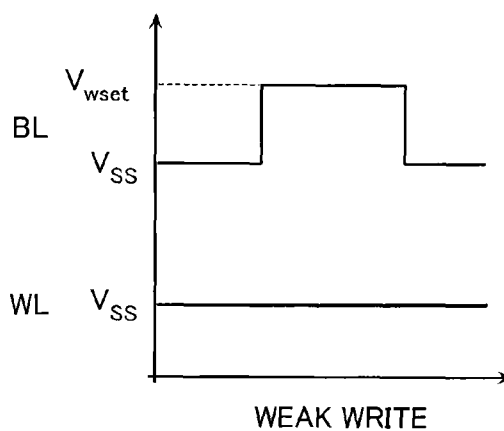 V_wset
BL
V_SS
WL V_SS
WEAK WRITE